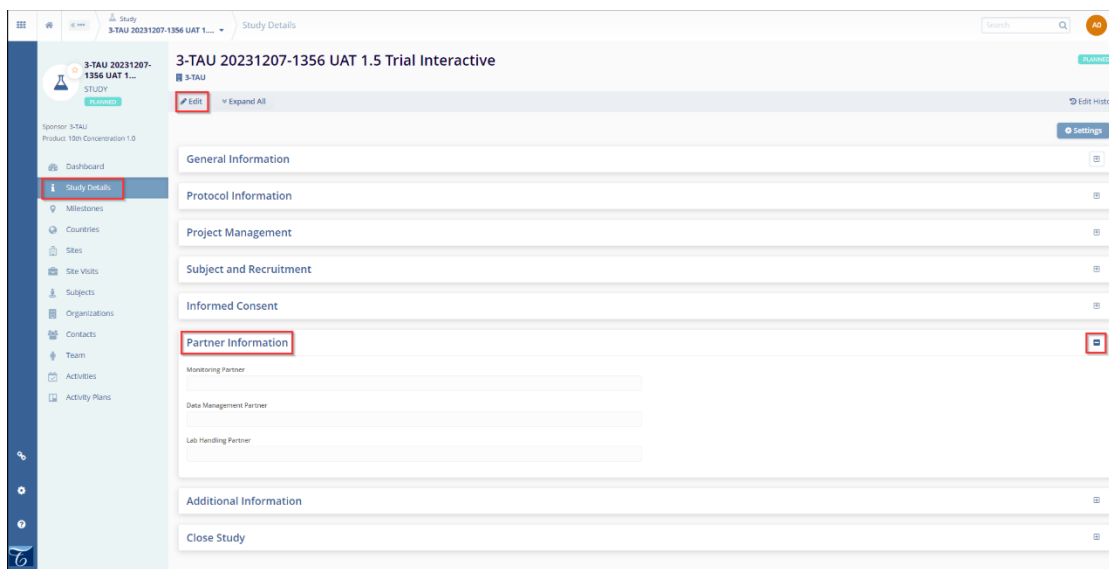 Study
3-TAU 20231207-1356 UAT 1....
Study Details
Search
A0
3-TAU 20231207-
1356 UAT 1...
STUDY
PLANNED
Sponsor: 3-TAU
Product: 10th Concentration 1.0
Dashboard
Study Details
Milestones
Countries
Sites
Site Visits
Subjects
Organizations
Contacts
Team
Activities
Activity Plans
3-TAU 20231207-1356 UAT 1.5 Trial Interactive
3-TAU
PLANNED
Edit
Expand All
Edit Histo
Settings
General Information
Protocol Information
Project Management
Subject and Recruitment
Informed Consent
Partner Information
Monitoring Partner
Data Management Partner
Lab Handling Partner
Additional Information
Close Study